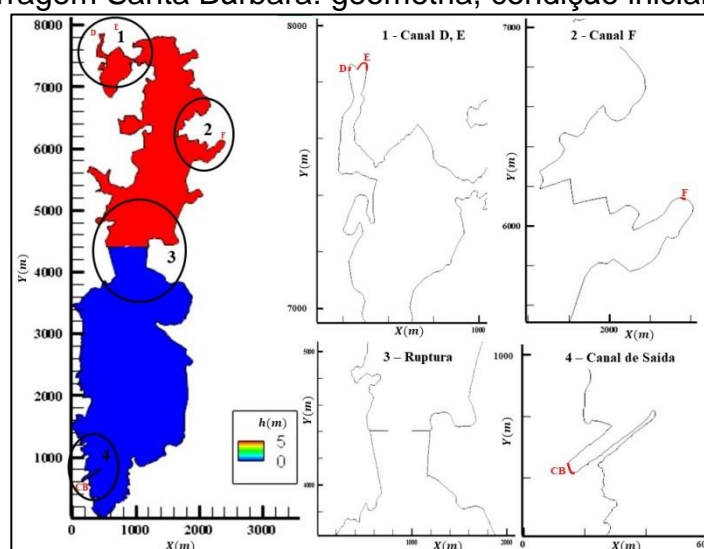 ragem Santa Bárbara: geometria, condição inicial
8000
7000
6000
5000
4000
3000
2000
1000
0
Y(m)
0 1000 2000 3000
X(m)
D E 1
2
F
3
4
CB
h(m)
5
0
1 - Canal D, E
8000
Y(m)
7000
D E
X(m) 1000
2 - Canal F
7000
Y(m)
6000
F
2000
X(m)
3 – Ruptura
5000
Y(m)
4000
1000 2000
X(m)
4 – Canal de Saída
1000
Y(m)
CB
X(m) 60